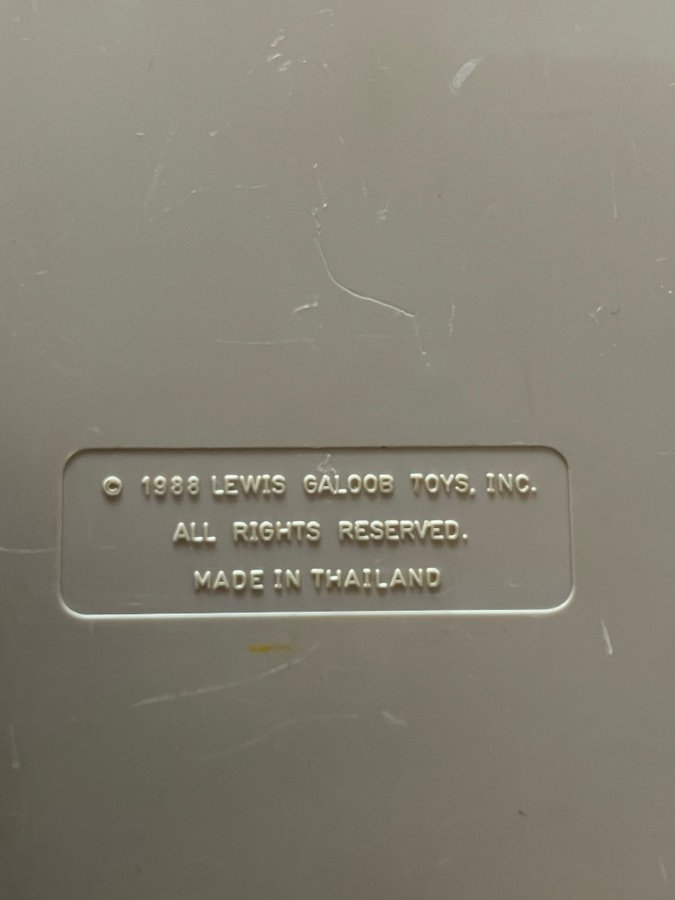 © 1988 LEWIS GALOOB TOYS, INC.
ALL RIGHTS RESERVED.
MADE IN THAILAND